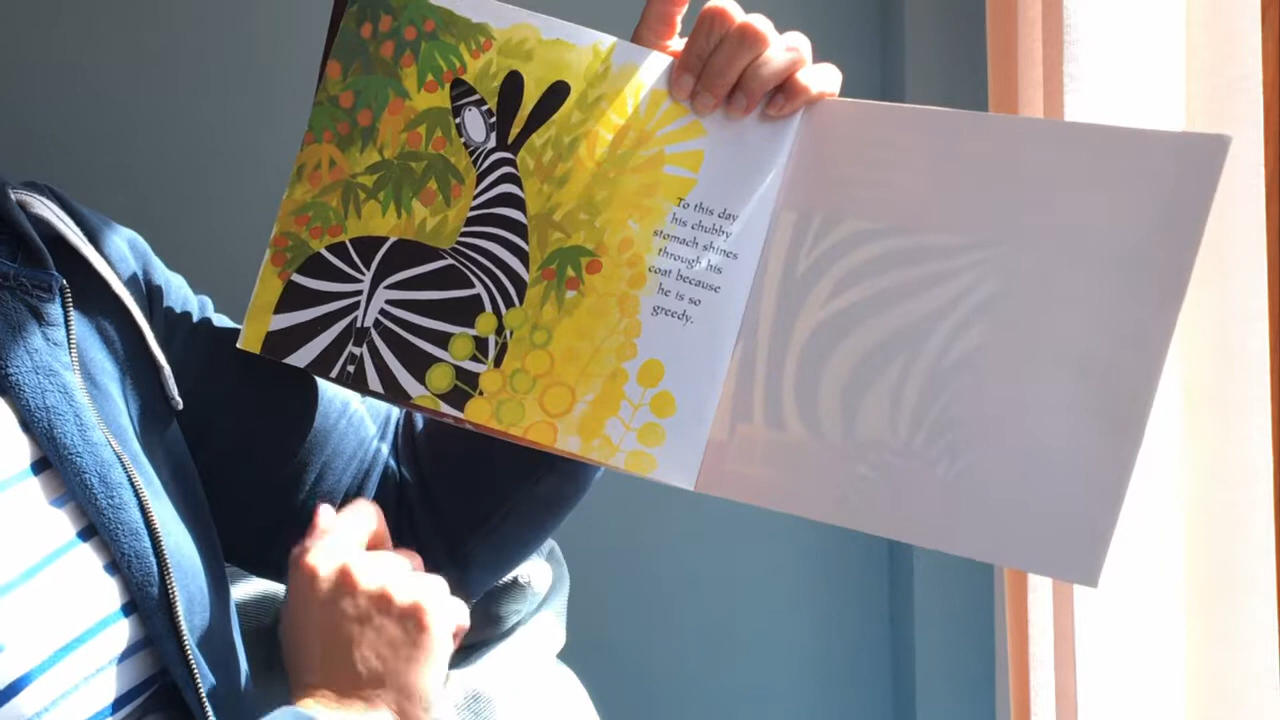 To this day
his chubby
stomach shines
through his
coat because
he is so
greedy.